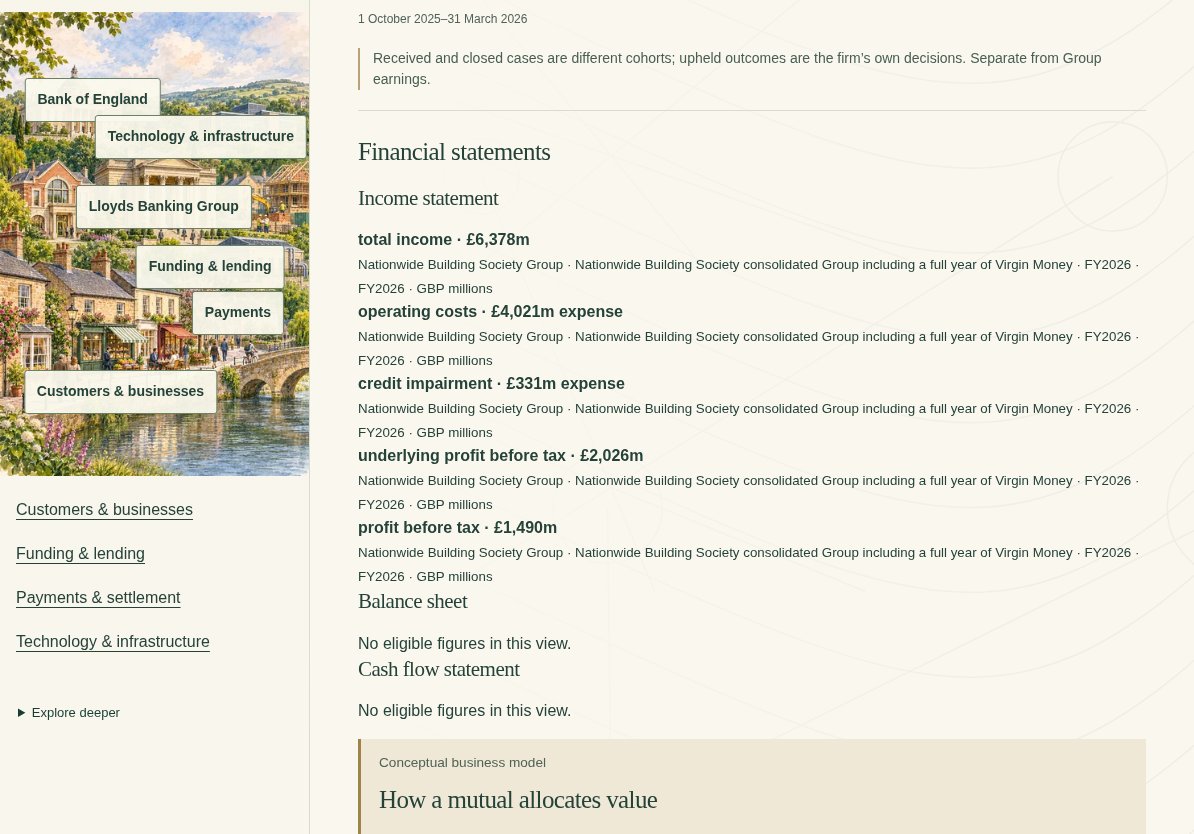 Bank of England
Technology & infrastructure
Lloyds Banking Group
Funding & lending
Payments
Customers & businesses
Customers & businesses
Funding & lending
Payments & settlement
Technology & infrastructure
Explore deeper
1 October 2025–31 March 2026
Received and closed cases are different cohorts; upheld outcomes are the firm's own decisions. Separate from Group
earnings.
Financial statements
Income statement
total income · £6,378m
Nationwide Building Society Group · Nationwide Building Society consolidated Group including a full year of Virgin Money · FY2026 ·
FY2026 · GBP millions
operating costs · £4,021m expense
Nationwide Building Society Group · Nationwide Building Society consolidated Group including a full year of Virgin Money · FY2026 ·
FY2026 · GBP millions
credit impairment · £331m expense
Nationwide Building Society Group · Nationwide Building Society consolidated Group including a full year of Virgin Money · FY2026 ·
FY2026 · GBP millions
underlying profit before tax · £2,026m
Nationwide Building Society Group · Nationwide Building Society consolidated Group including a full year of Virgin Money · FY2026 ·
FY2026 · GBP millions
profit before tax · £1,490m
Nationwide Building Society Group · Nationwide Building Society consolidated Group including a full year of Virgin Money · FY2026 ·
FY2026 · GBP millions
Balance sheet
No eligible figures in this view.
Cash flow statement
No eligible figures in this view.
Conceptual business model
How a mutual allocates value